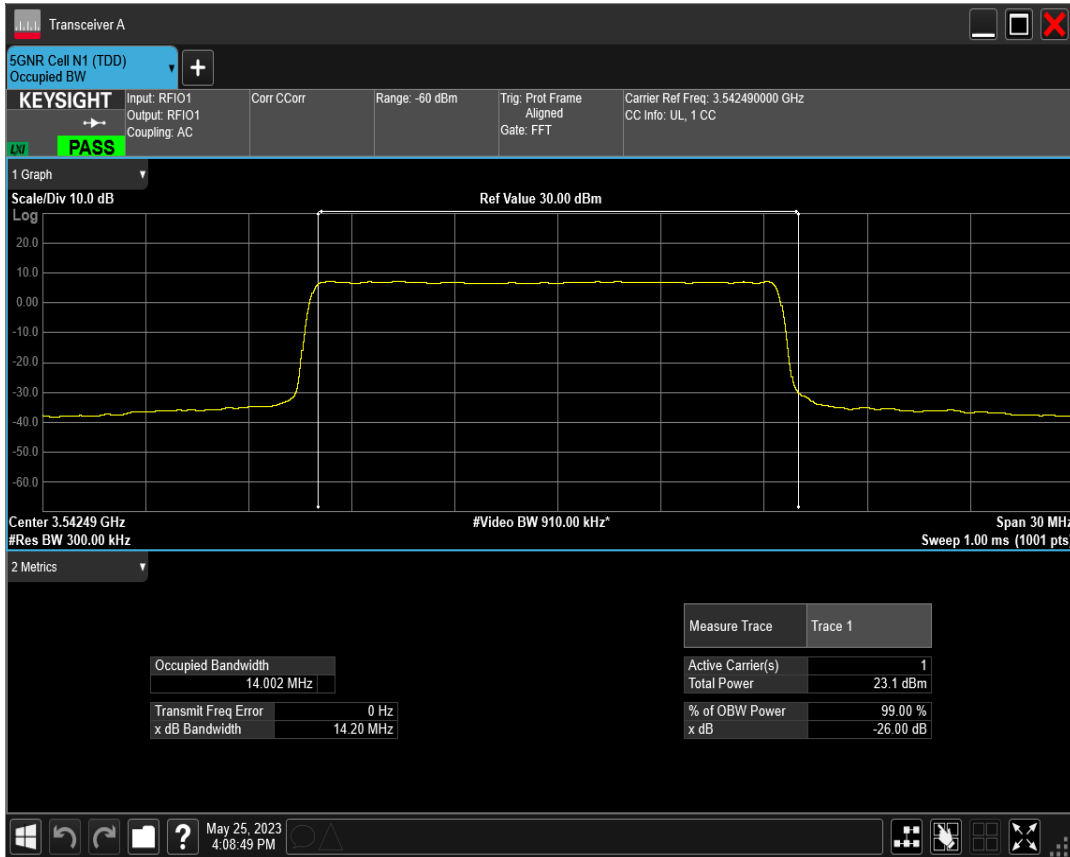 Transceiver A
5GNR Cell N1 (TDD)
Occupied BW
KEYSIGHT
LXI
PASS
Input: RFIO1
Output: RFIO1
Coupling: AC
Corr CCorr
Range: -60 dBm
Trig: Prot Frame
Aligned
Gate: FFT
Carrier Ref Freq: 3.542490000 GHz
CC Info: UL, 1 CC
1 Graph
Scale/Div 10.0 dB
Ref Value 30.00 dBm
Log
20.0
10.0
0.00
-10.0
-20.0
-30.0
-40.0
-50.0
-60.0
Center 3.54249 GHz
#Video BW 910.00 kHz*
Span 30 MHz
#Res BW 300.00 kHz
Sweep 1.00 ms (1001 pts)
2 Metrics
Measure Trace Trace 1
Occupied Bandwidth
14.002 MHz
Active Carrier(s) 1
Total Power 23.1 dBm
Transmit Freq Error 0 Hz
x dB Bandwidth 14.20 MHz
% of OBW Power 99.00 %
x dB -26.00 dB
?
May 25, 2023
4:08:49 PM